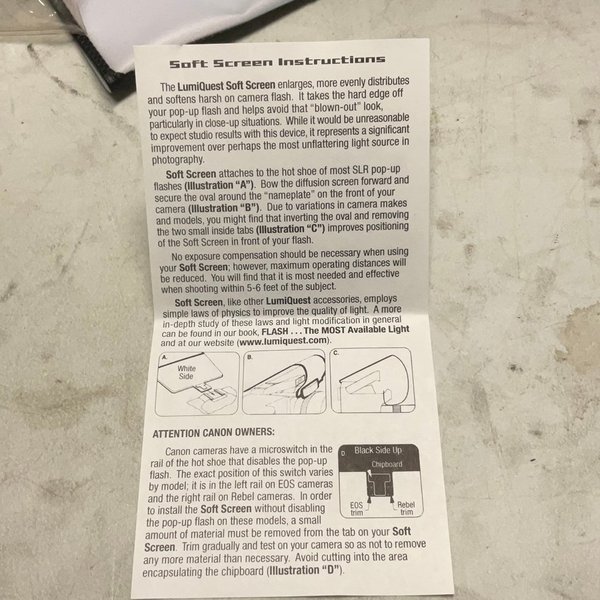 Soft Screen Instructions
The LumiQuest Soft Screen enlarges, more evenly distributes
and softens harsh on camera flash. It takes the hard edge off
your pop-up flash and helps avoid that “blown-out” look,
particularly in close-up situations. While it would be unreasonable
to expect studio results with this device, it represents a significant
improvement over perhaps the most unflattering light source in
photography.
Soft Screen attaches to the hot shoe of most SLR pop-up
flashes (Illustration “A”). Bow the diffusion screen forward and
secure the oval around the “nameplate” on the front of your
camera (Illustration “B”). Due to variations in camera makes
and models, you might find that inverting the oval and removing
the two small inside tabs (Illustration “C”) improves positioning
of the Soft Screen in front of your flash.
No exposure compensation should be necessary when using
your Soft Screen; however, maximum operating distances will
be reduced. You will find that it is most needed and effective
when shooting within 5-6 feet of the subject.
Soft Screen, like other LumiQuest accessories, employs
simple laws of physics to improve the quality of light. A more
in-depth study of these laws and light modification in general
can be found in our book, FLASH . . . The MOST Available Light
and at our website (www.lumiquest.com).
A.
White
Side
B.
C.
ATTENTION CANON OWNERS:
Canon cameras have a microswitch in the
rail of the hot shoe that disables the pop-up
flash. The exact position of this switch varies
by model; it is in the left rail on EOS cameras
and the right rail on Rebel cameras. In order
to install the Soft Screen without disabling
the pop-up flash on these models, a small
amount of material must be removed from the tab on your Soft
Screen. Trim gradually and test on your camera so as not to remove
any more material than necessary. Avoid cutting into the area
encapsulating the chipboard (Illustration “D”).
D
Black Side Up
Chipboard
EOS
trim
Rebel
trim